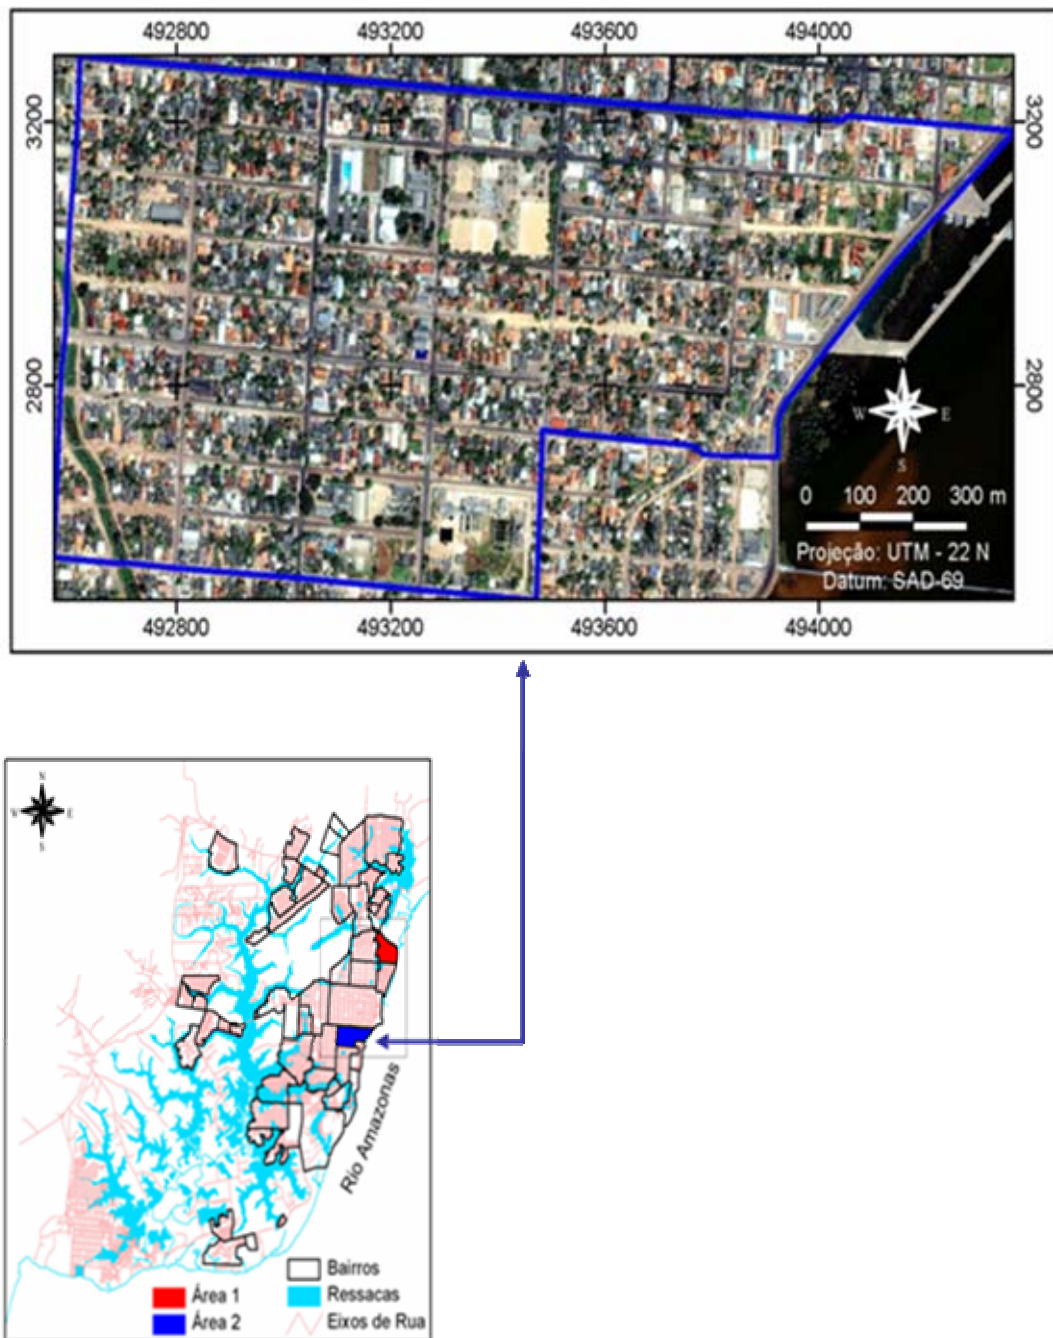 492800 493200 493600 494000
3200 3200
2800 2800
W E
S
0 100 200 300 m
Projeção: UTM - 22 N
Datum: SAD-69
492800 493200 493600 494000
N
W E
S
Rio Amazonas
Bairros
Área 1 Ressacas
Área 2 Eixos de Rua